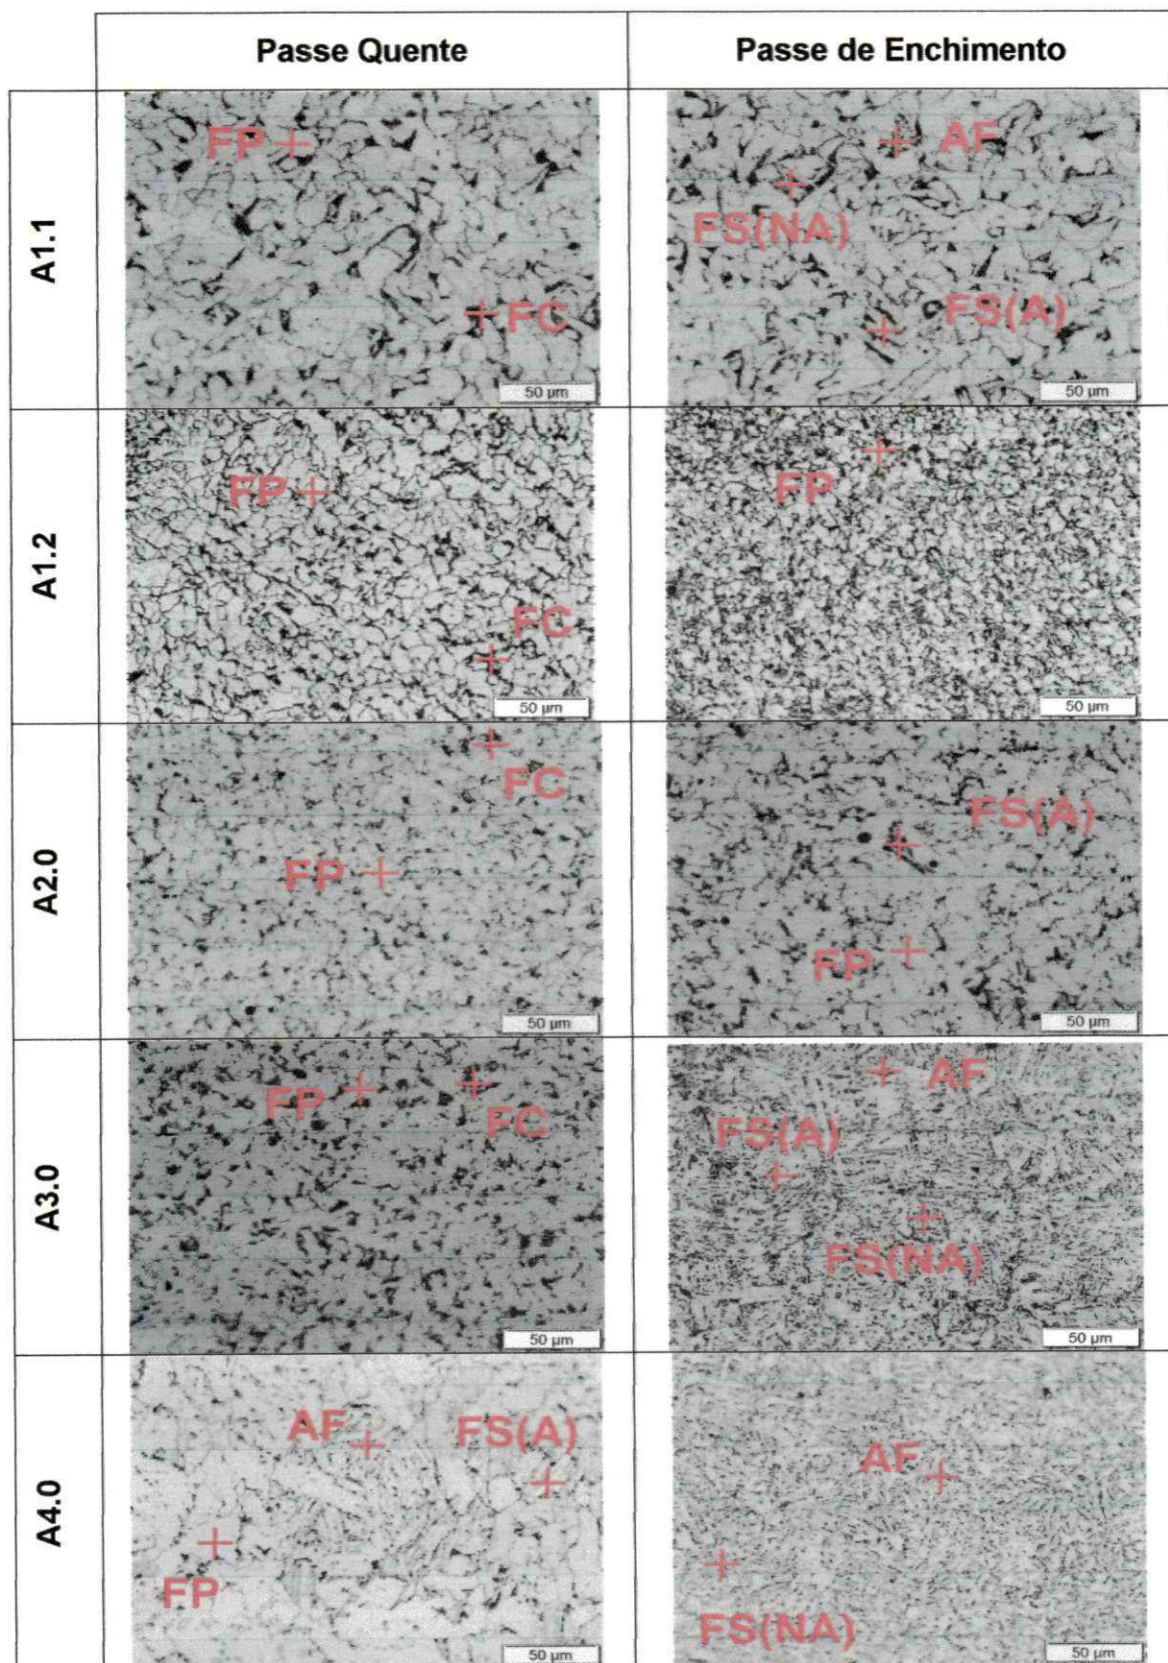 Passe Quente
Passe de Enchimento
A1.1
FP
FC
50 µm
AF
FS(NA)
FS(A)
50 µm
A1.2
FP
FC
50 µm
FP
50 µm
A2.0
FC
FP
50 µm
FS(A)
FP
50 µm
A3.0
FP
FC
50 µm
AF
FS(A)
FS(NA)
50 µm
A4.0
AF
FS(A)
FP
50 µm
AF
FS(NA)
50 µm